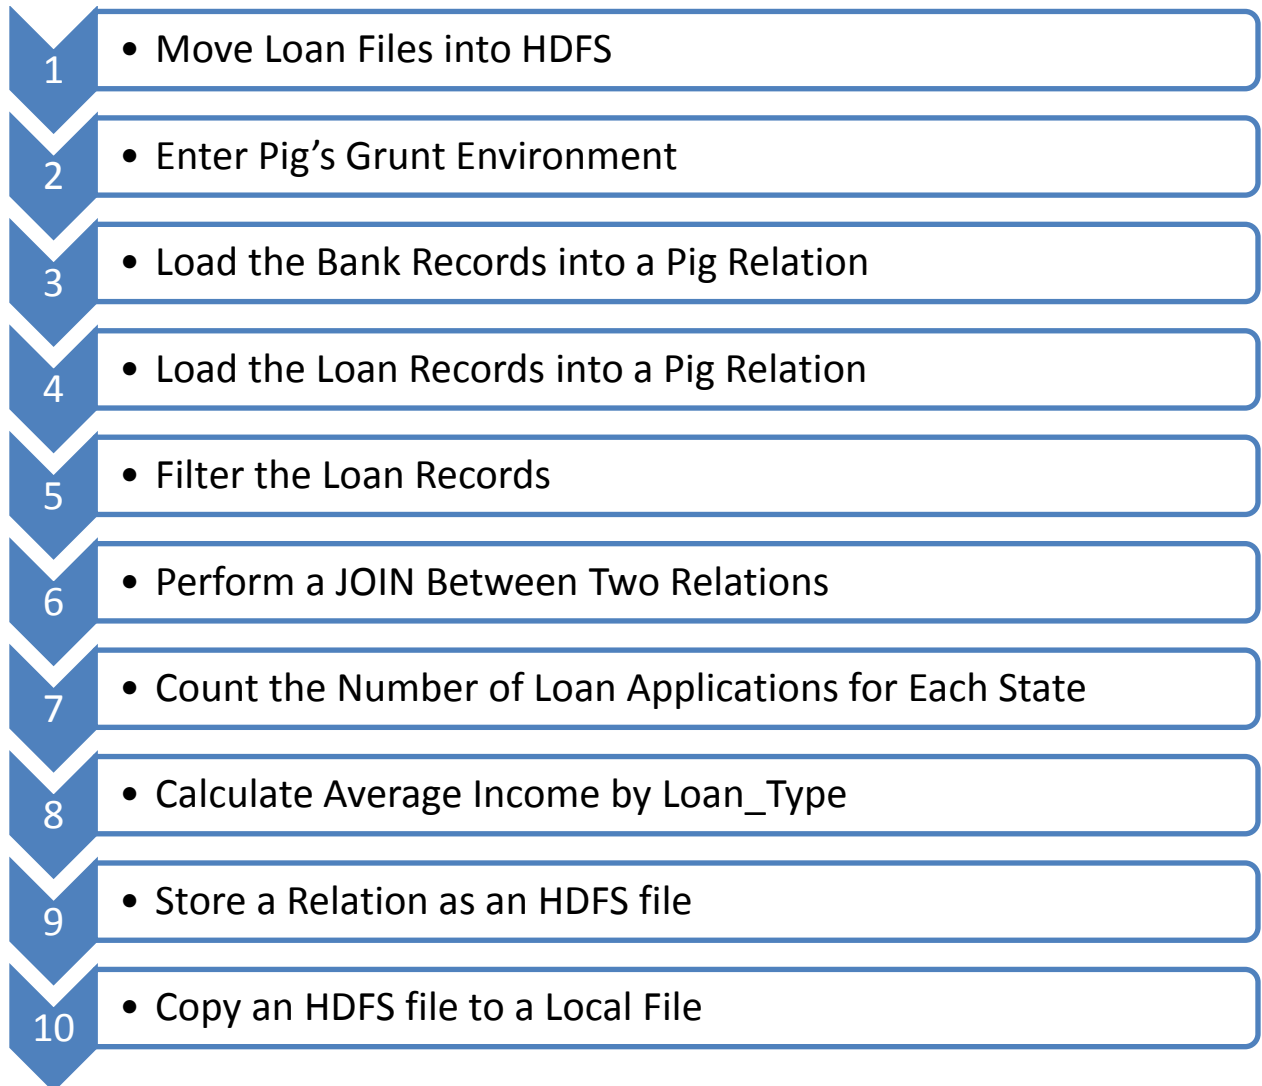 1 • Move Loan Files into HDFS
2 • Enter Pig’s Grunt Environment
3 • Load the Bank Records into a Pig Relation
4 • Load the Loan Records into a Pig Relation
5 • Filter the Loan Records
6 • Perform a JOIN Between Two Relations
7 • Count the Number of Loan Applications for Each State
8 • Calculate Average Income by Loan_Type
9 • Store a Relation as an HDFS file
10 • Copy an HDFS file to a Local File